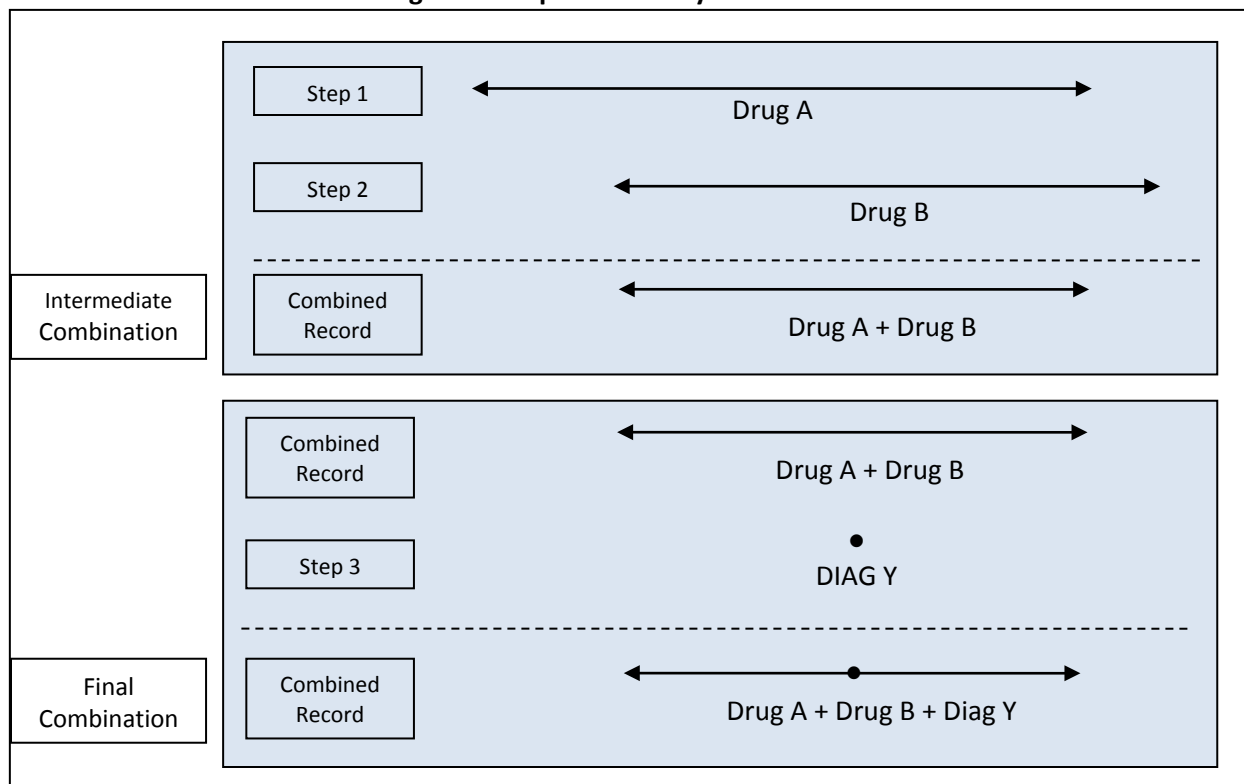 Step 1
Drug A
Step 2
Drug B
Intermediate
Combination
Combined
Record
Drug A + Drug B
Combined
Record
Drug A + Drug B
Step 3
DIAG Y
Final
Combination
Combined
Record
Drug A + Drug B + Diag Y